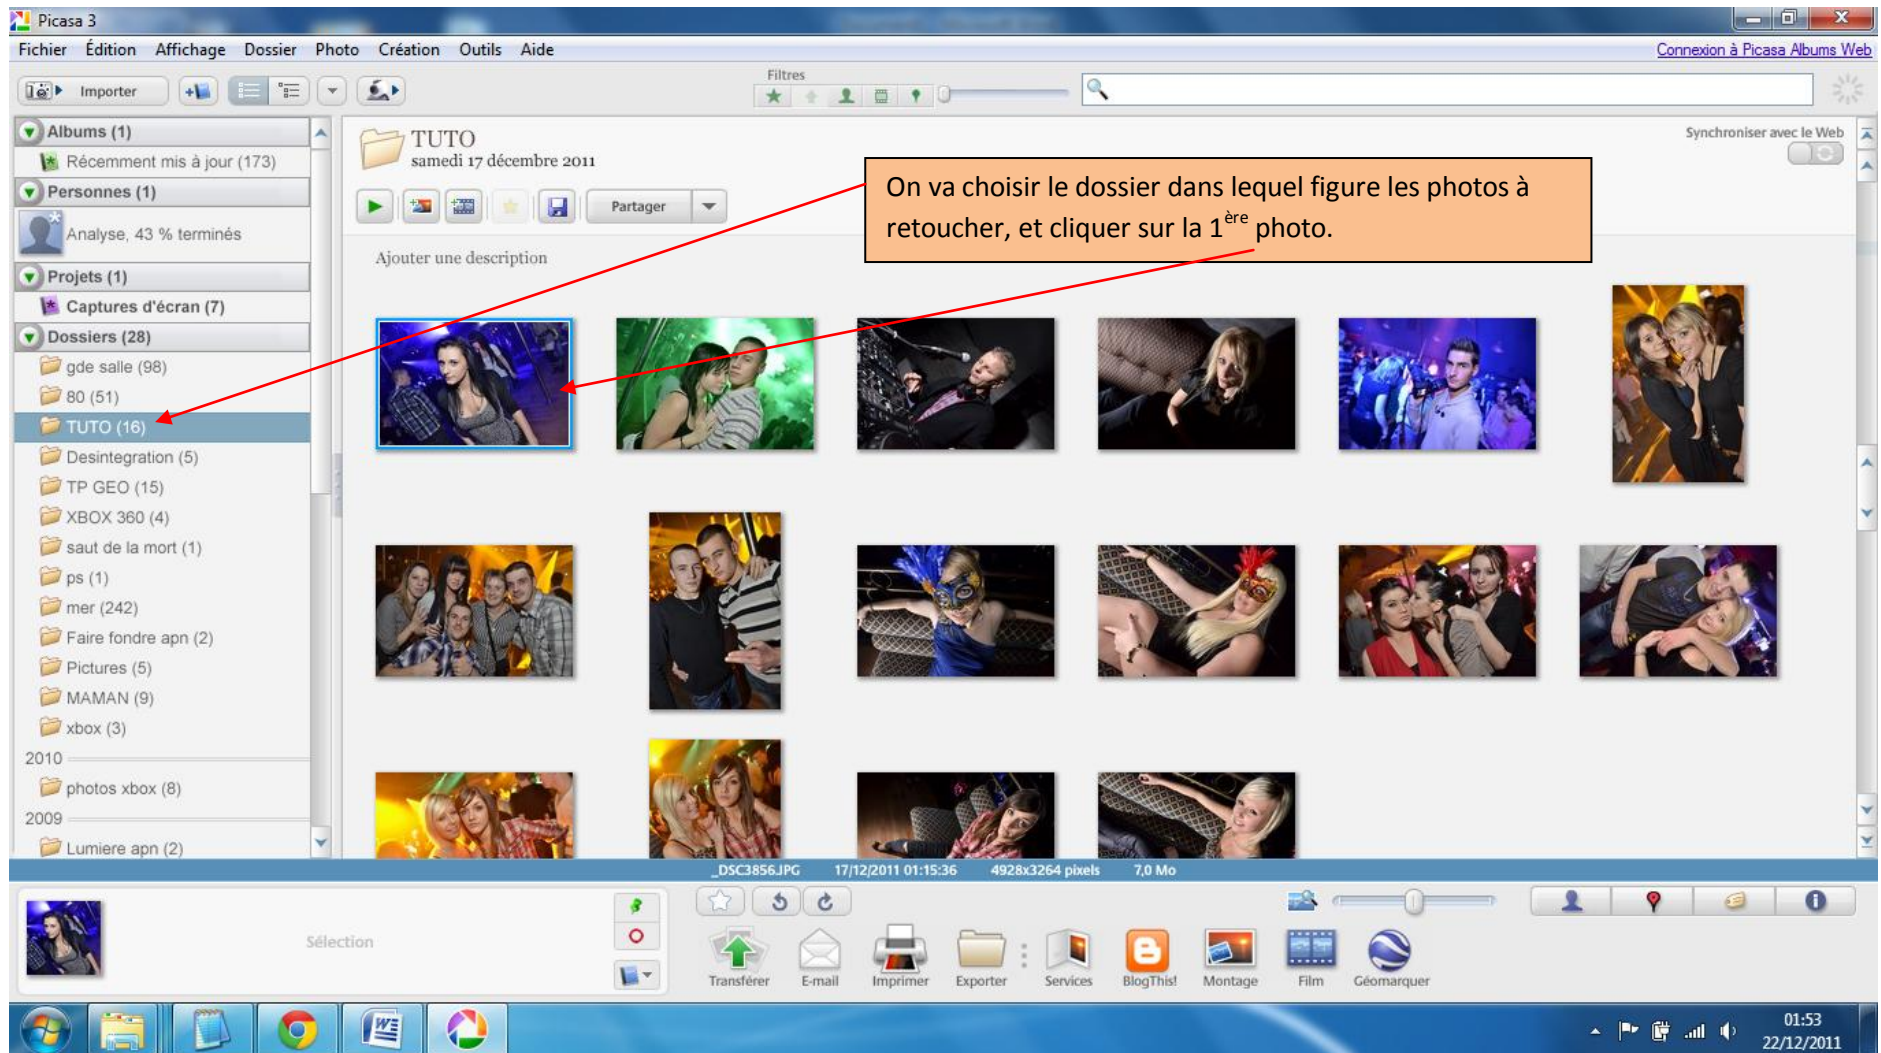 Picasa 3
Fichier Édition Affichage Dossier Photo Création Outils Aide
Connexion à Picasa Albums Web
Importer
Filtres
Albums (1)
Récemment mis à jour (173)
Personnes (1)
Analyse, 43 % terminés
Projets (1)
Captures d'écran (7)
Dossiers (28)
gde salle (98)
80 (51)
TUTO (16)
Desintegration (5)
TP GEO (15)
XBOX 360 (4)
saut de la mort (1)
ps (1)
mer (242)
Faire fondre apn (2)
Pictures (5)
MAMAN (9)
xbox (3)
2010
photos xbox (8)
2009
Lumiere apn (2)
TUTO
samedi 17 décembre 2011
Synchroniser avec le Web
Partager
Ajouter une description
On va choisir le dossier dans lequel figure les photos à
retoucher, et cliquer sur la 1ère photo.
_DSC3856.JPG 17/12/2011 01:15:36 4928x3264 pixels 7,0 Mo
Sélection
Transférer E-mail Imprimer Exporter Services BlogThis! Montage Film Géomarquer
01:53
22/12/2011